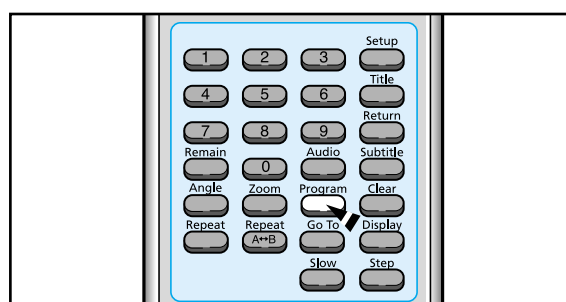 Setup
1 2 3
Title
4 5 6
Return
7 8 9
Remain Audio Subtitle
0
Angle Zoom Program Clear
Repeat Repeat Go To Display
A↔B
Slow Step